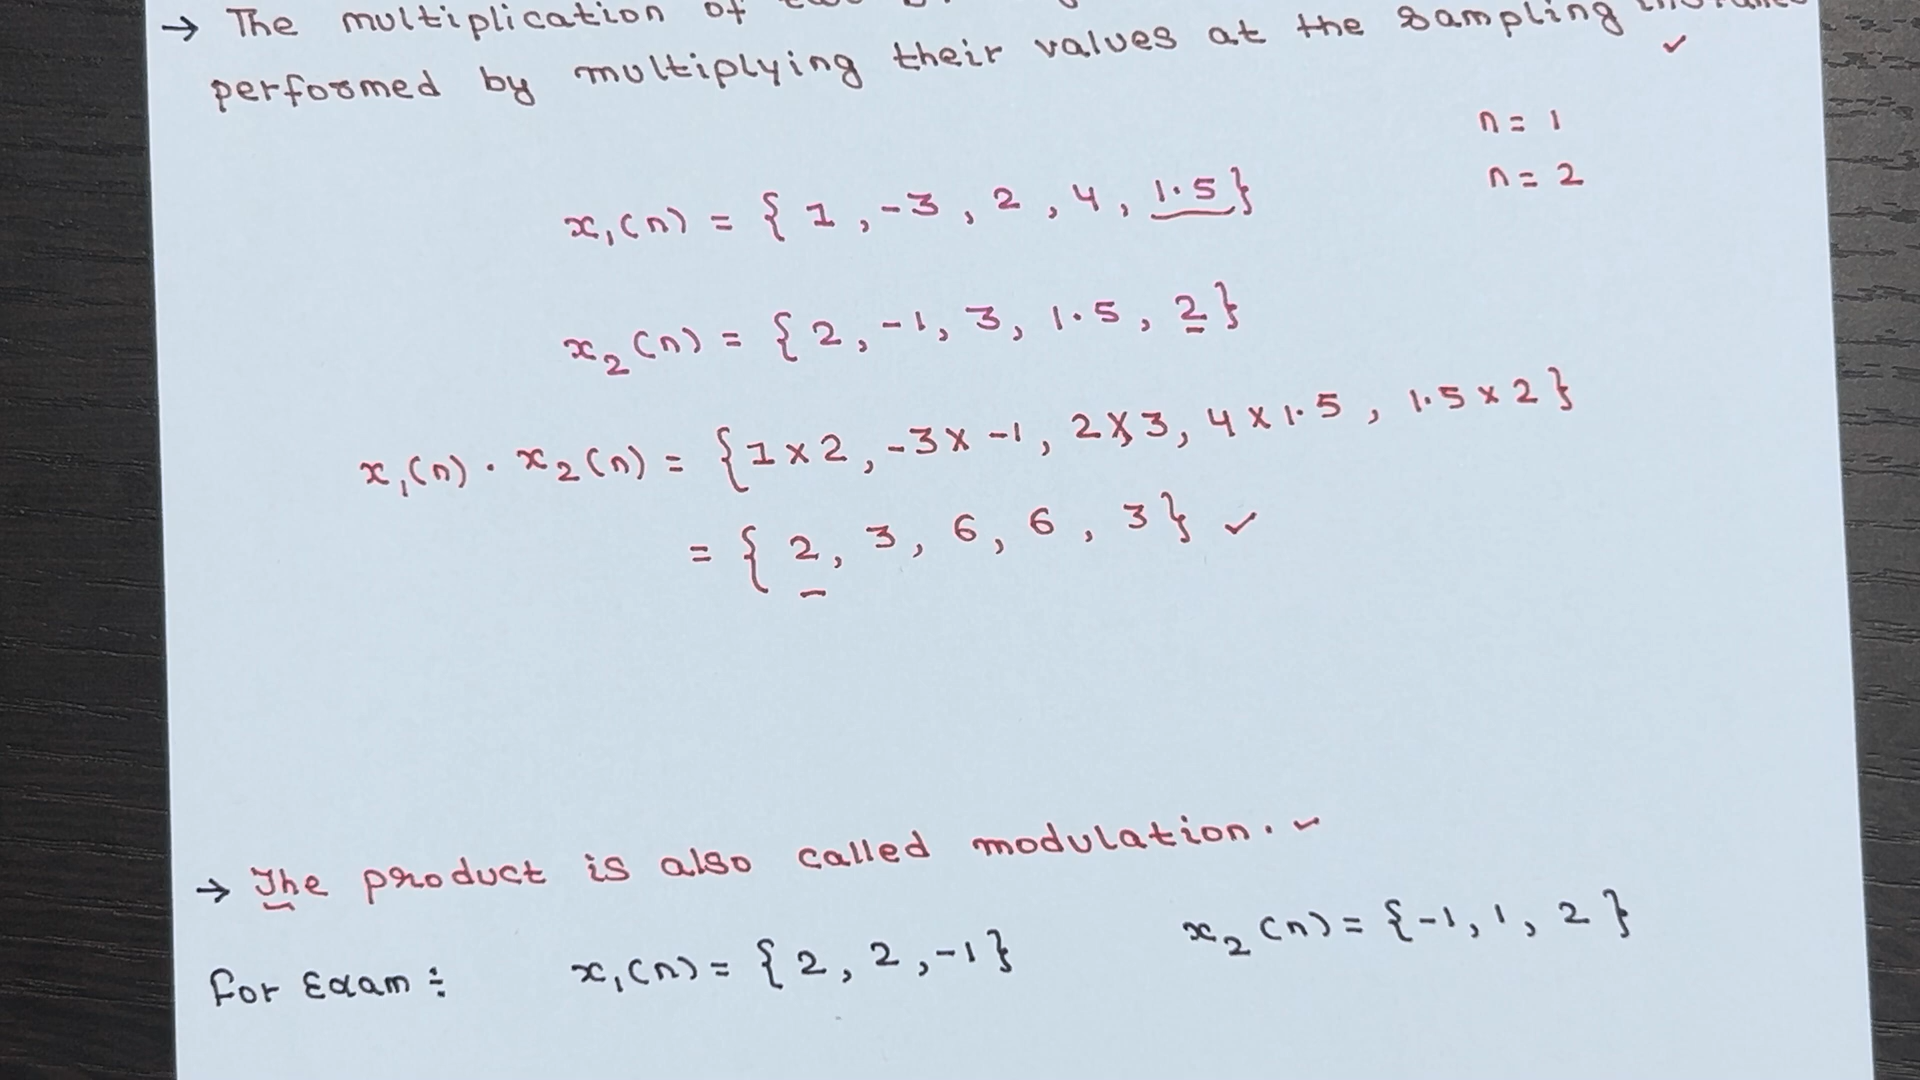 → The multiplication of
performed by multiplying their values at the sampling
n = 1
n = 2
x₁(n) = { 1 , -3 , 2 , 4 , 1.5}
x₂(n) = { 2 , -1 , 3 , 1.5 , 2 }
x₁(n) . x₂(n) = { 1 x 2 , -3 x -1 , 2 x 3 , 4 x 1.5 , 1.5 x 2 }
= { 2 , 3 , 6 , 6 , 3 } ✓
→ The product is also called modulation. ✓
For Exam : x₁(n) = { 2 , 2 , -1 } x₂(n) = { -1 , 1 , 2 }